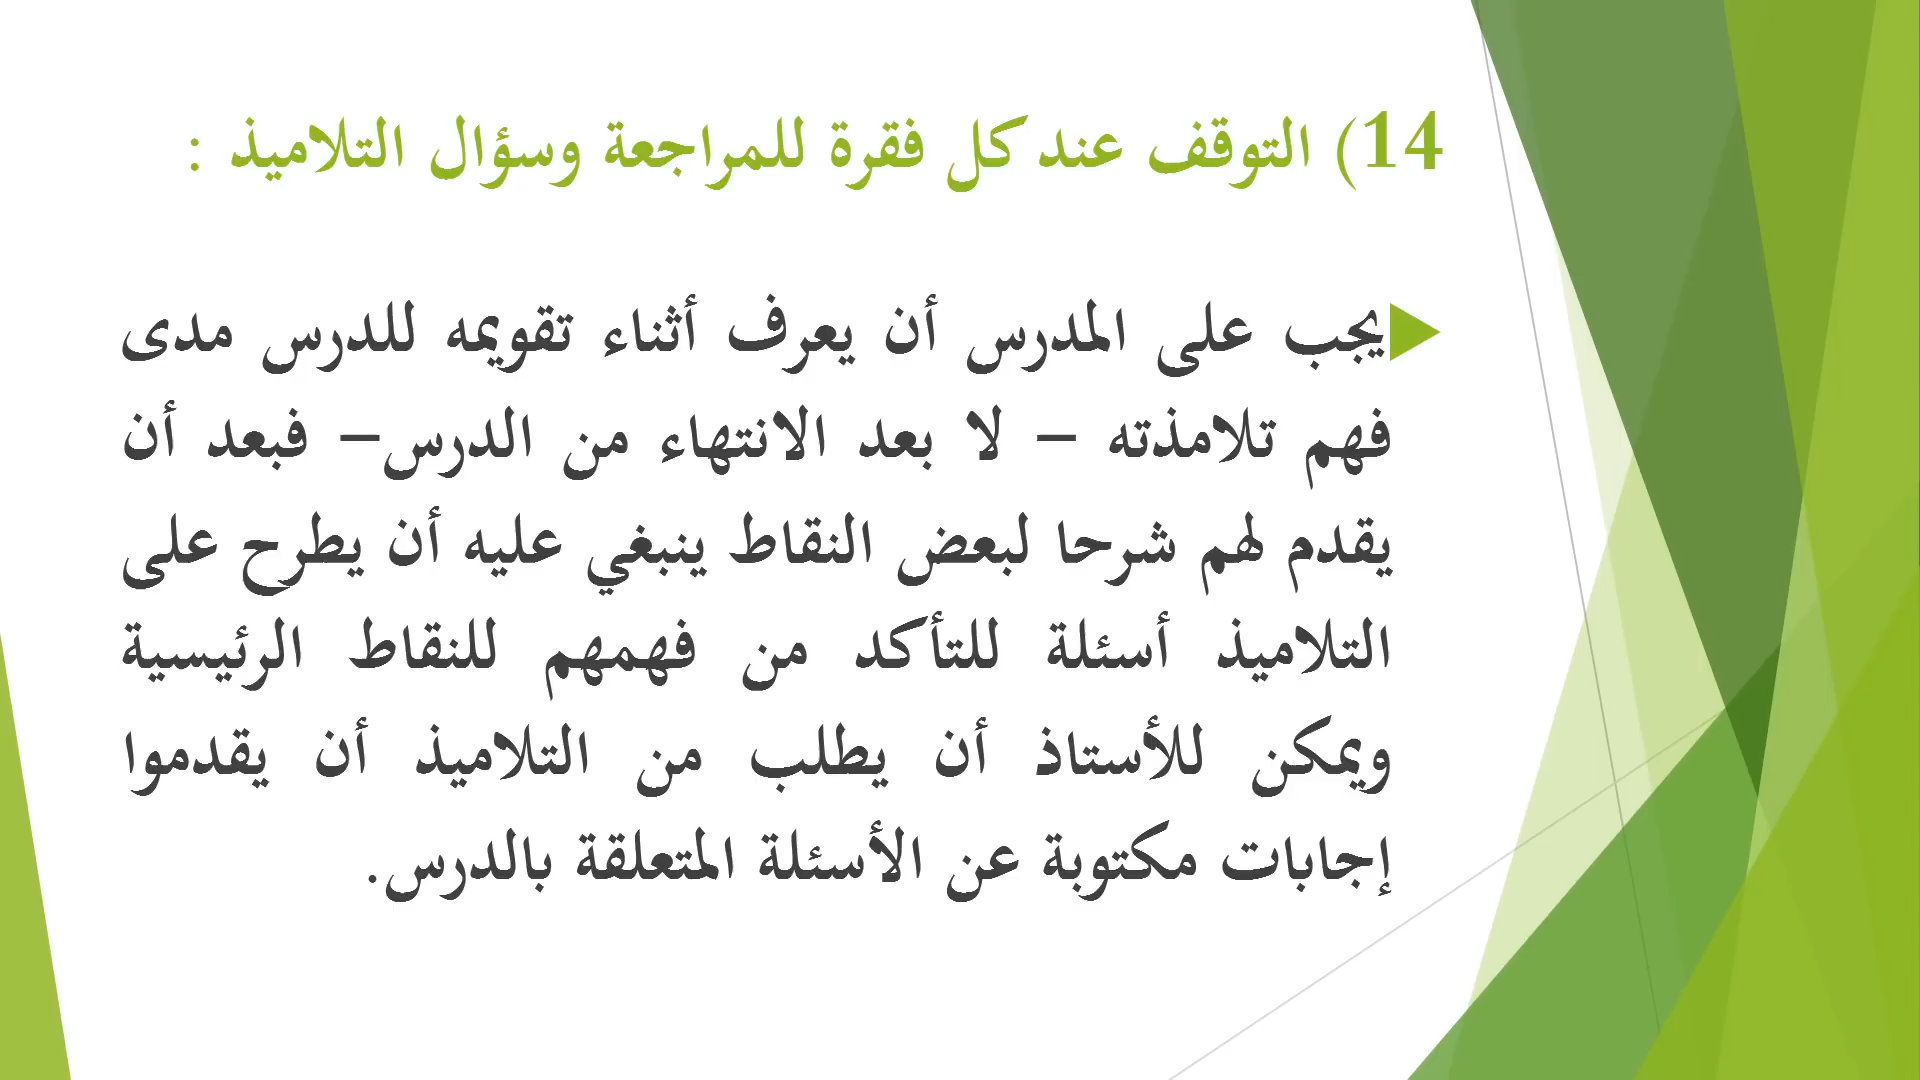 14) التوقف عند كل فقرة للمراجعة وسؤال التلاميذ :
يجب على المدرس أن يعرف أثناء تقويمه للدرس مدى
فهم تلامذته – لا بعد الانتهاء من الدرس– فبعد أن
يقدم لهم شرحا لبعض النقاط ينبغي عليه أن يطرح على
التلاميذ أسئلة للتأكد من فهمهم للنقاط الرئيسية
ويمكن للأستاذ أن يطلب من التلاميذ أن يقدموا
إجابات مكتوبة عن الأسئلة المتعلقة بالدرس.